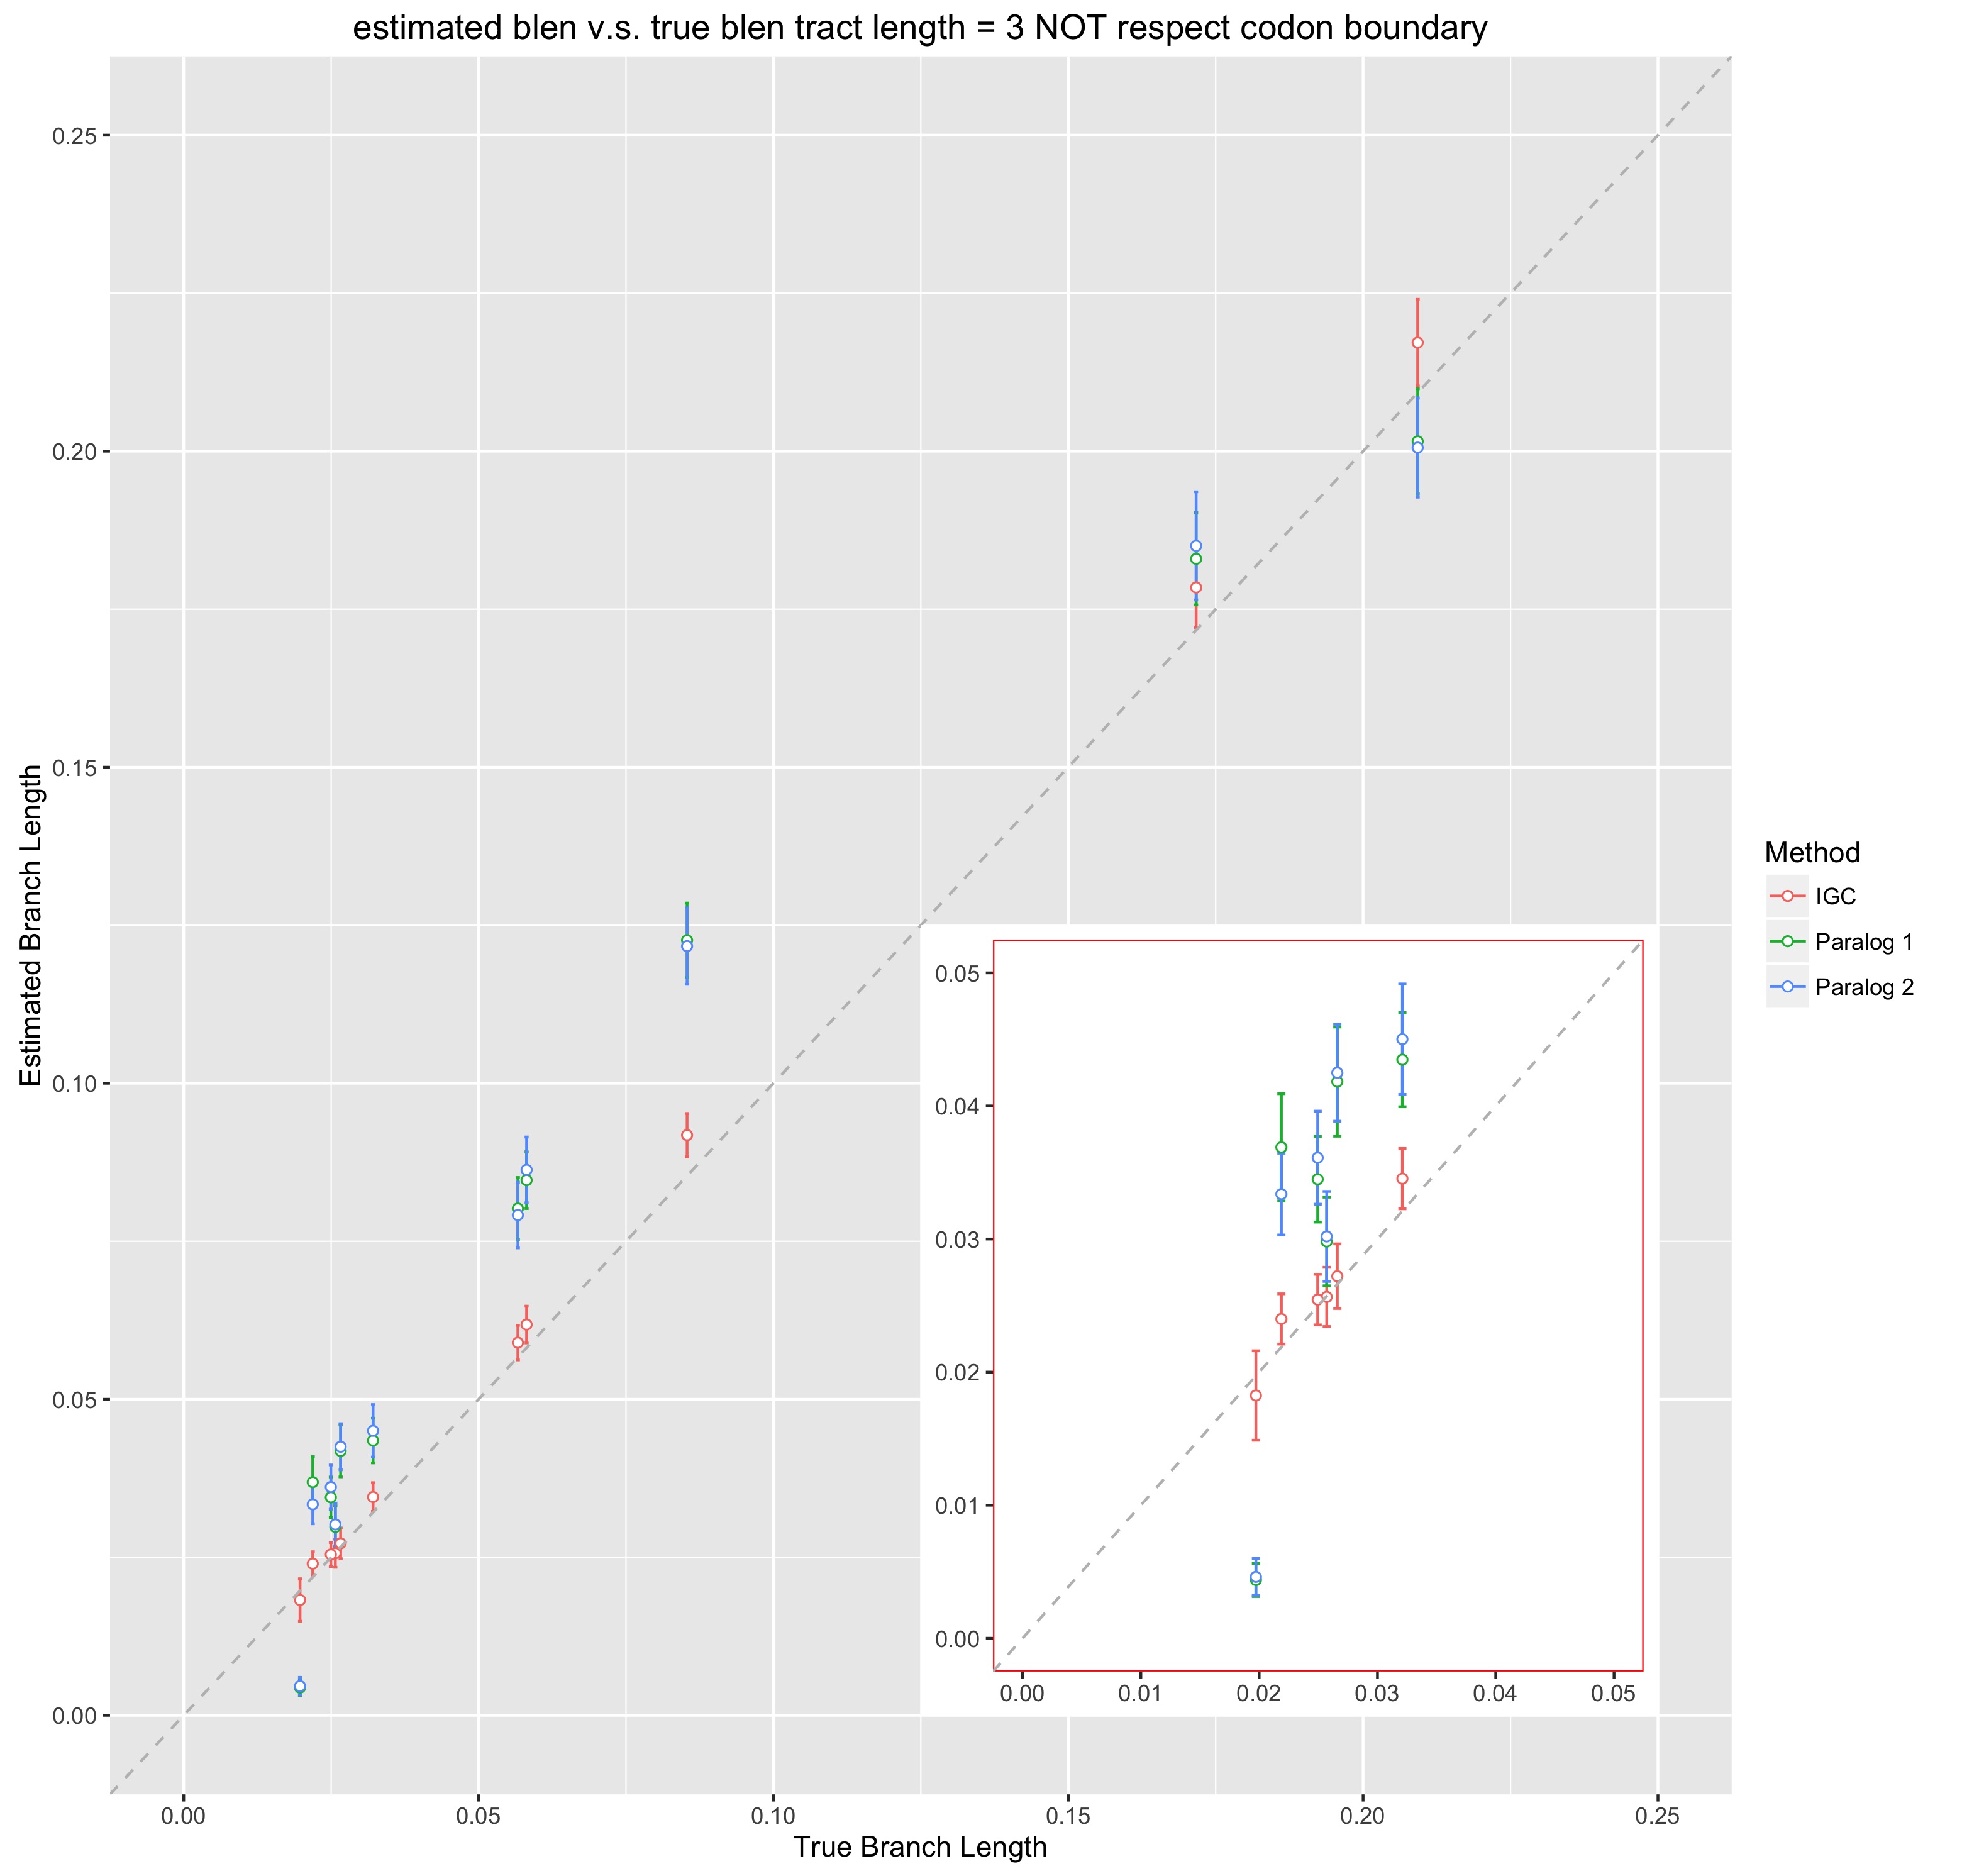 estimated blen v.s. true blen tract length = 3 NOT respect codon boundary
Estimated Branch Length
0.25
0.20
0.15
0.10
0.05
0.00
0.00 0.05 0.10 0.15 0.20 0.25
True Branch Length
0.05
0.04
0.03
0.02
0.01
0.00
0.00 0.01 0.02 0.03 0.04 0.05
Method
IGC
Paralog 1
Paralog 2